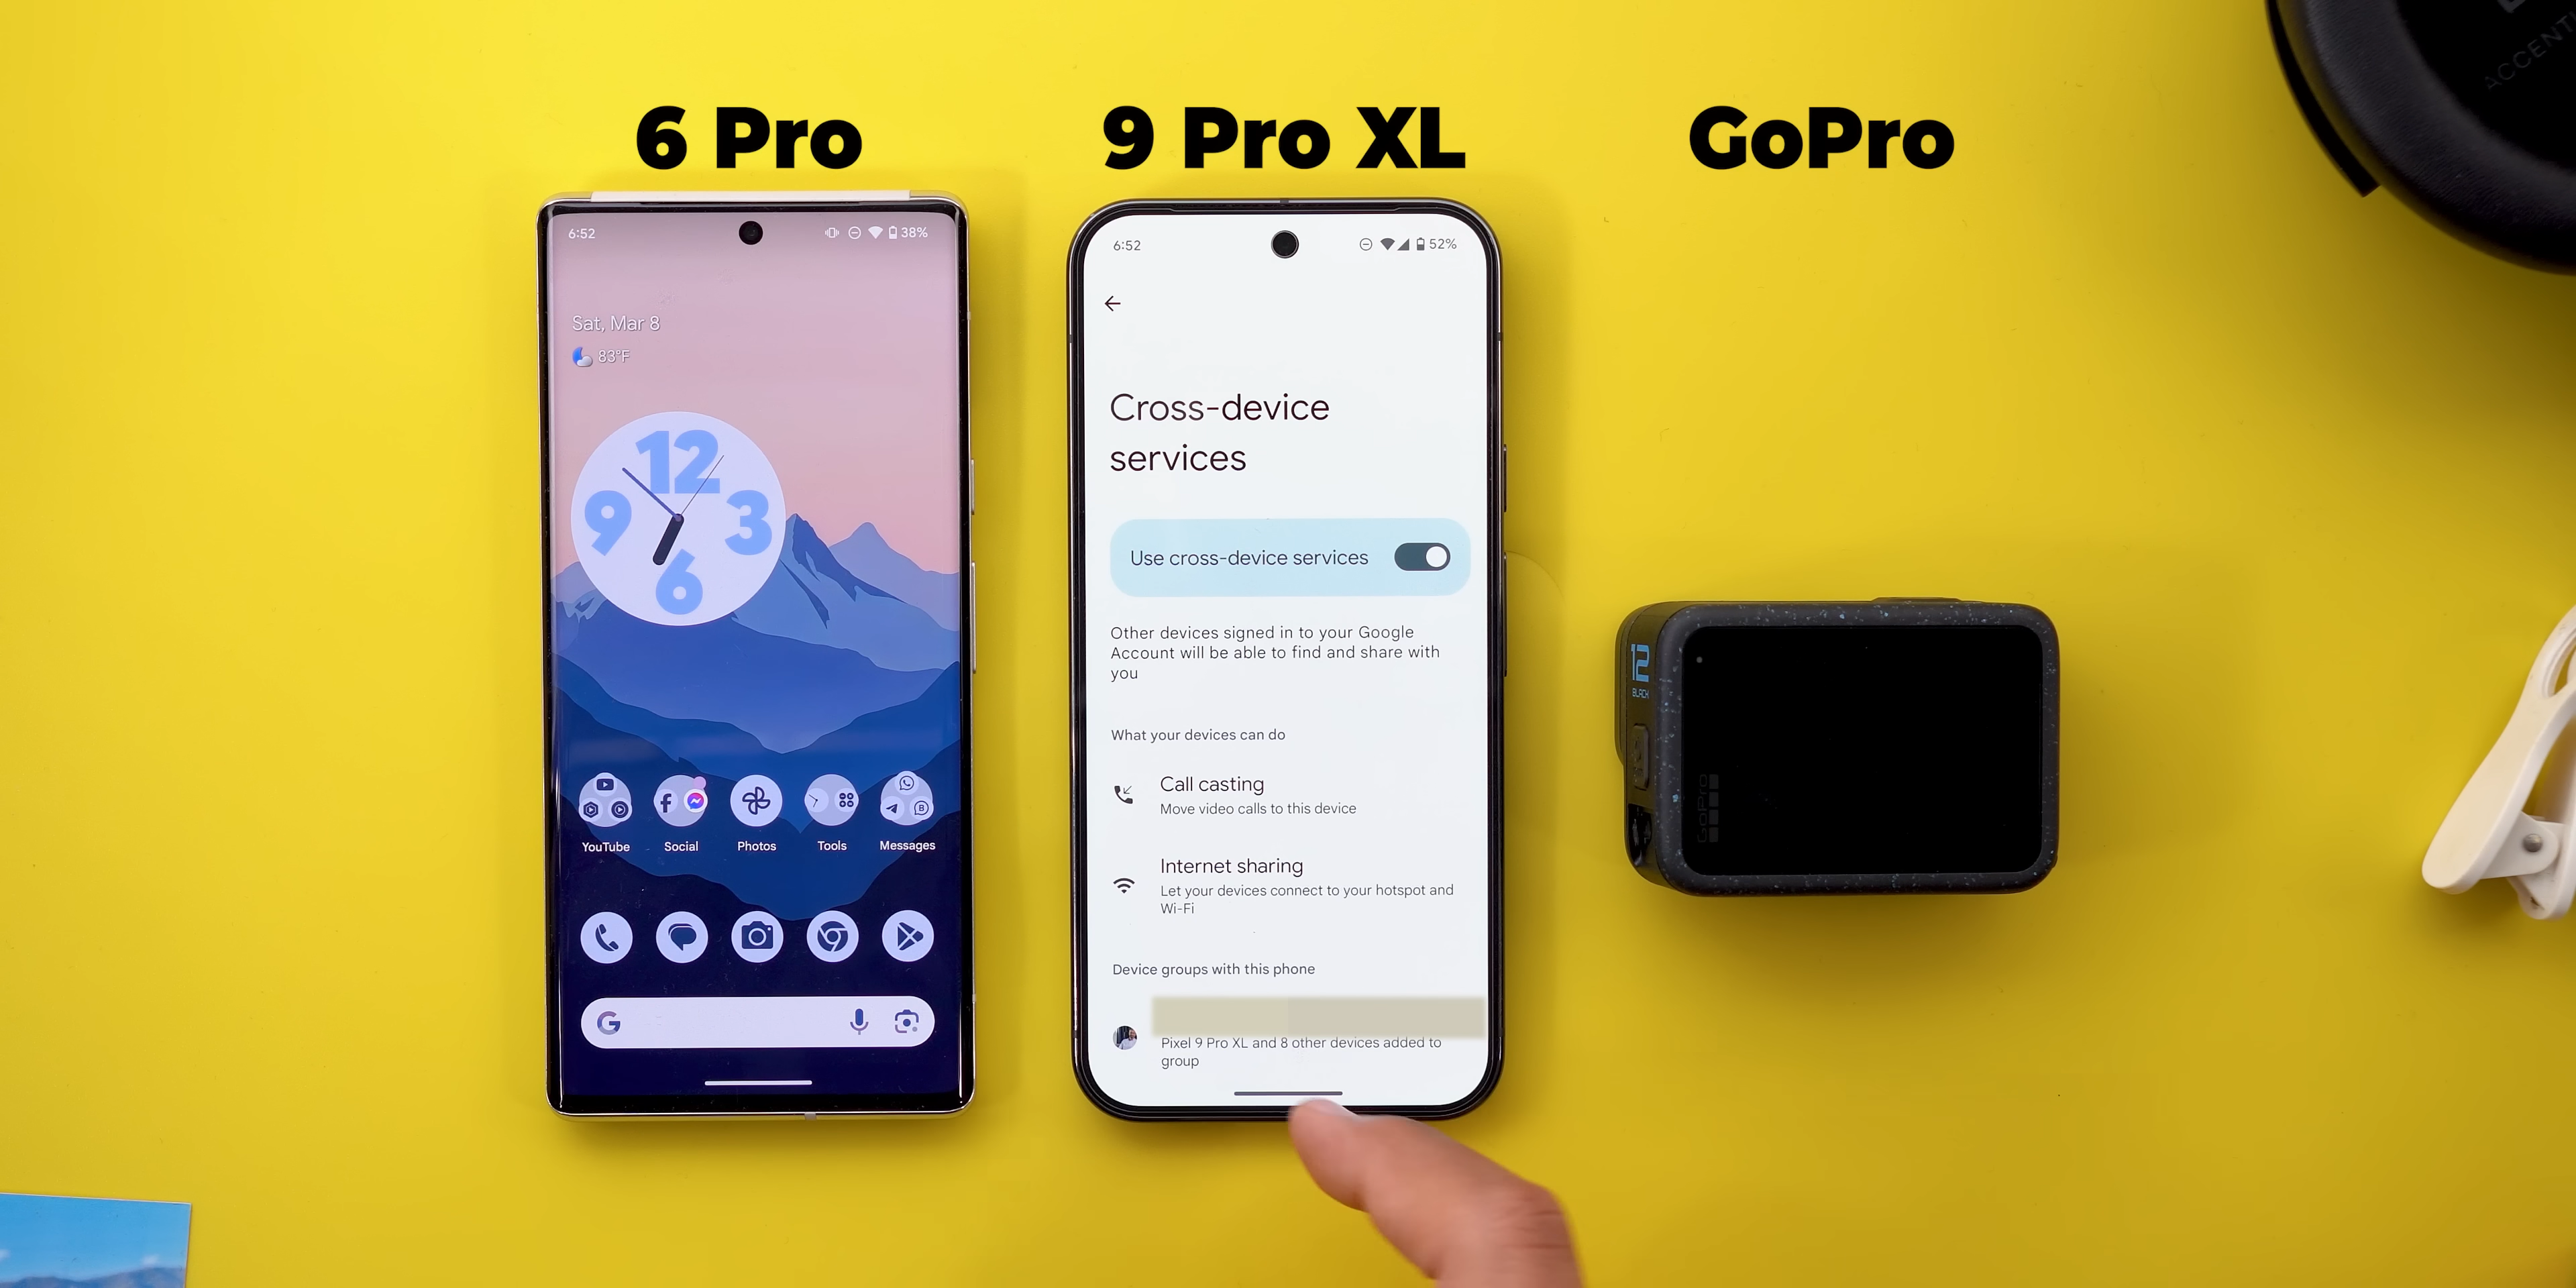 6 Pro
9 Pro XL
GoPro
ACCENT
6:52
38%
Sat, Mar 8
83°F
12
9
3
6
YouTube
Social
Photos
Tools
Messages
G
6:52
52%
Cross-device
services
Use cross-device services
Other devices signed in to your Google
Account will be able to find and share with
you
What your devices can do
Call casting
Move video calls to this device
Internet sharing
Let your devices connect to your hotspot and
Wi-Fi
Device groups with this phone
Pixel 9 Pro XL and 8 other devices added to
group
12
BLACK
GoPro